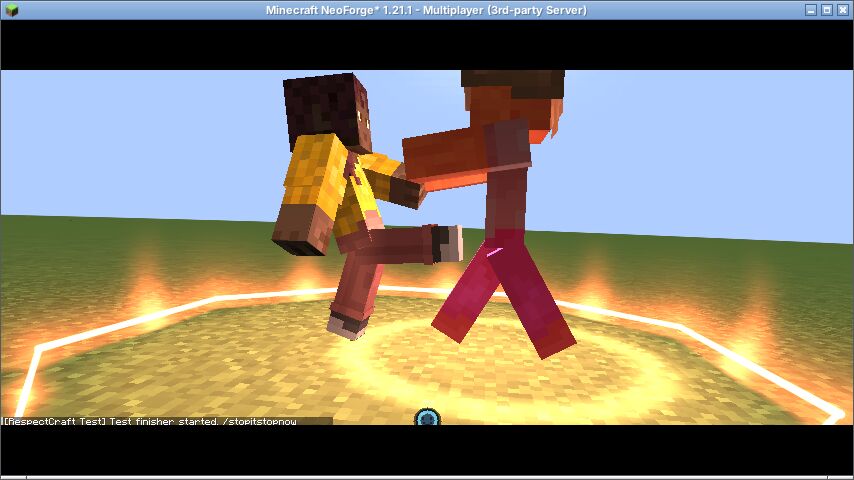 Minecraft NeoForge* 1.21.1 - Multiplayer (3rd-party Server)
[RespectCraft Test] Test finisher started. /stopitstopnow